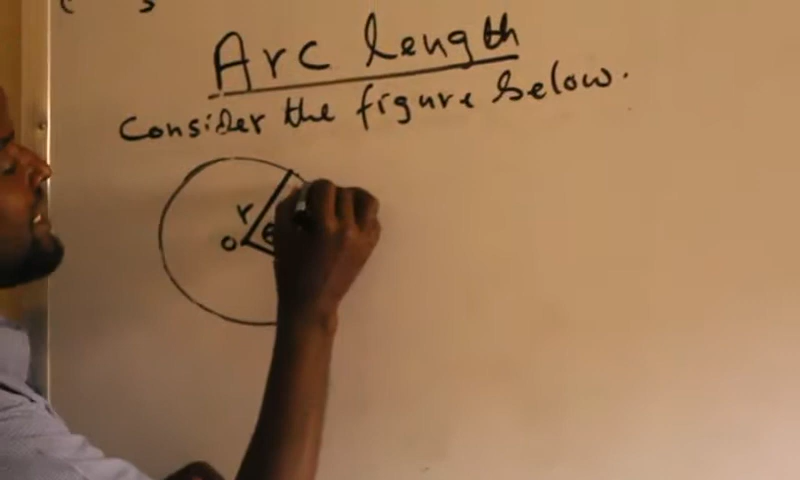 Arc length
Consider the figure below.
r
O θ